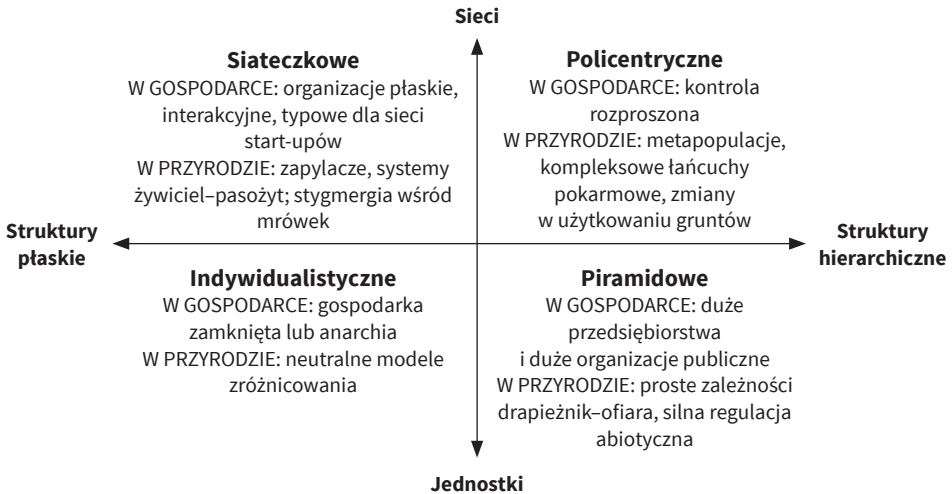 Sieci
Siateczkowe
W GOSPODARCE: organizacje płaskie,
interakcyjne, typowe dla sieci
start-upów
W PRZYRODZIE: zapylacze, systemy
żywiciel–pasożyt; stygmergia wśród
mrówek
Policentryczne
W GOSPODARCE: kontrola
rozproszona
W PRZYRODZIE: metapopulacje,
kompleksowe łańcuchy
pokarmowe, zmiany
w użytkowaniu gruntów
Struktury
płaskie
Struktury
hierarchiczne
Indywidualistyczne
W GOSPODARCE: gospodarka
zamknięta lub anarchia
W PRZYRODZIE: neutralne modele
zróżnicowania
Piramidowe
W GOSPODARCE: duże
przedsiębiorstwa
i duże organizacje publiczne
W PRZYRODZIE: proste zależności
drapieżnik–ofiara, silna regulacja
abiotyczna
Jednostki